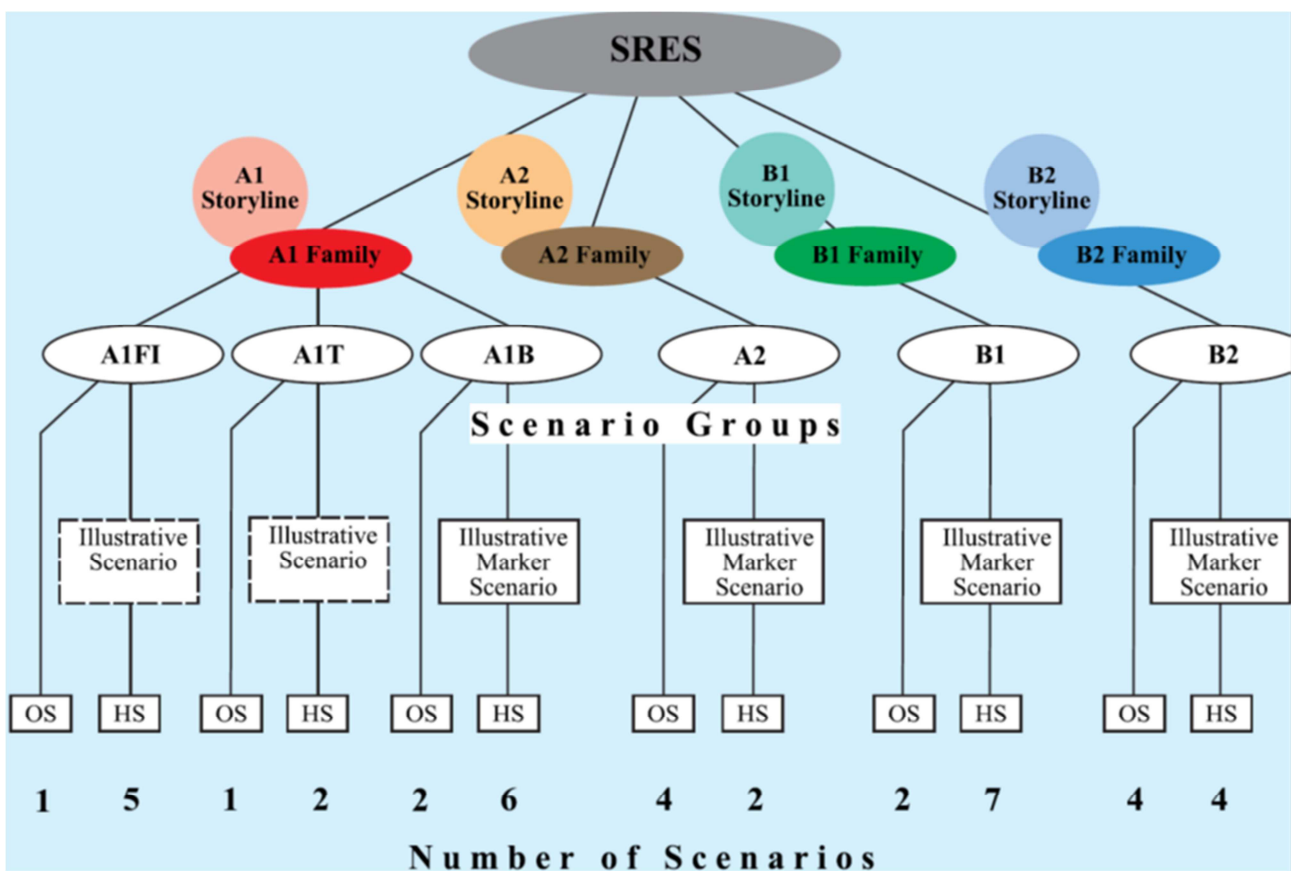 SRES
A1
Storyline
A2
Storyline
B1
Storyline
B2
Storyline
A1 Family
A2 Family
B1 Family
B2 Family
A1FI
A1T
A1B
A2
B1
B2
Scenario Groups
Illustrative
Scenario
Illustrative
Scenario
Illustrative
Marker
Scenario
Illustrative
Marker
Scenario
Illustrative
Marker
Scenario
Illustrative
Marker
Scenario
OS HS OS HS OS HS OS HS OS HS OS HS
1 5 1 2 2 6 4 2 2 7 4 4
Number of Scenarios